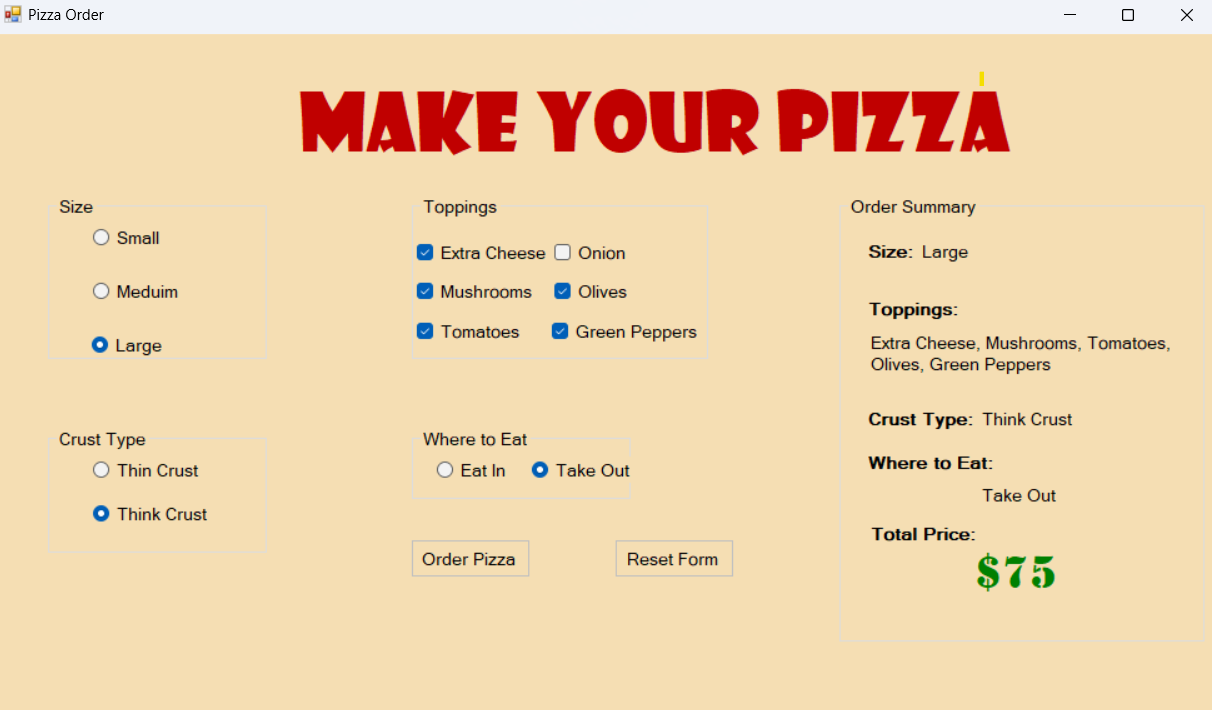 Pizza Order
MAKE YOUR PIZZA
Size
Small
Meduim
Large
Toppings
Extra Cheese Onion
Mushrooms Olives
Tomatoes Green Peppers
Crust Type
Thin Crust
Think Crust
Where to Eat
Eat In Take Out
Order Pizza Reset Form
Order Summary
Size: Large
Toppings:
Extra Cheese, Mushrooms, Tomatoes,
Olives, Green Peppers
Crust Type: Think Crust
Where to Eat:
Take Out
Total Price:
$75